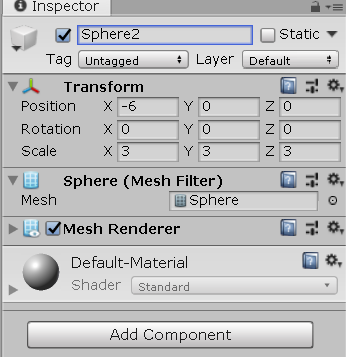 Inspector
Sphere2 Static
Tag Untagged Layer Default
Transform
Position X -6 Y 0 Z 0
Rotation X 0 Y 0 Z 0
Scale X 3 Y 3 Z 3
Sphere (Mesh Filter)
Mesh Sphere
Mesh Renderer
Default-Material
Shader Standard
Add Component